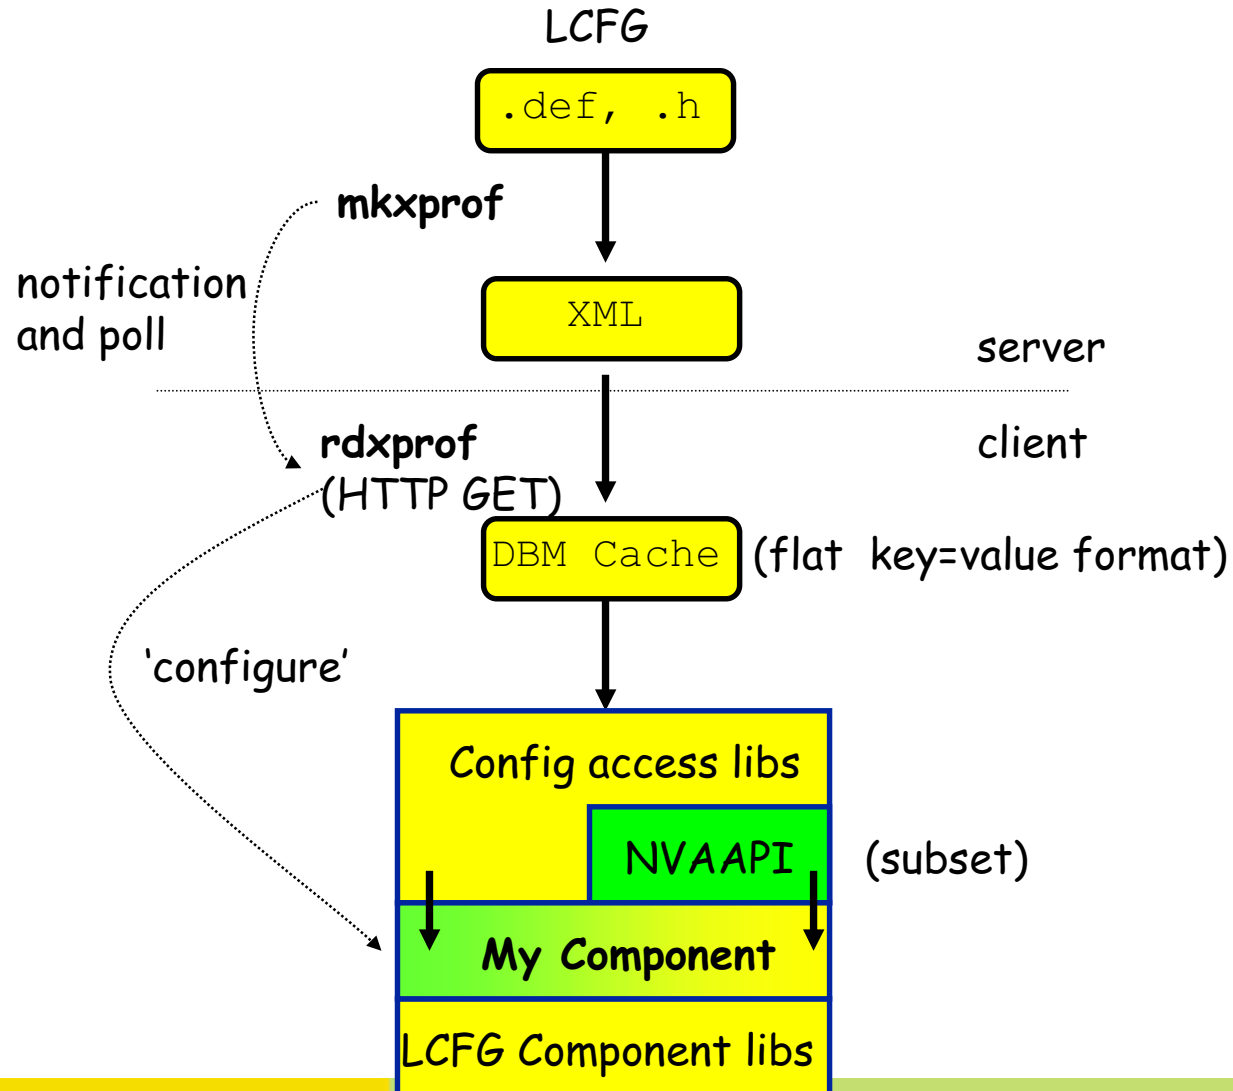 LCFG
.def, .h
mkxprof
notification
and poll
XML
server
client
rdxprof
(HTTP GET)
DBM Cache
(flat key=value format)
‘configure’
Config access libs
NVAAPI
(subset)
My Component
LCFG Component libs